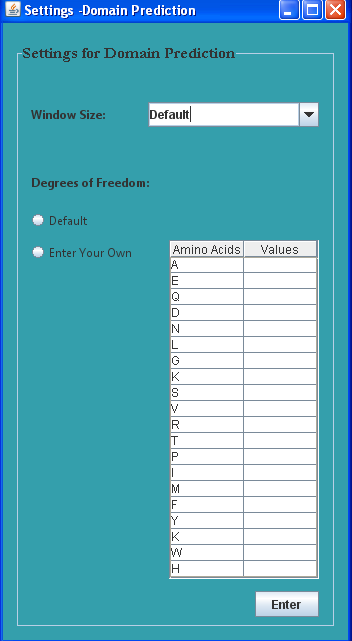 Settings -Domain Prediction
Settings for Domain Prediction
Window Size: Default
Degrees of Freedom:
Default
Enter Your Own
Amino Acids Values
A
E
Q
D
N
L
G
K
S
V
R
T
P
I
M
F
Y
K
W
H
Enter